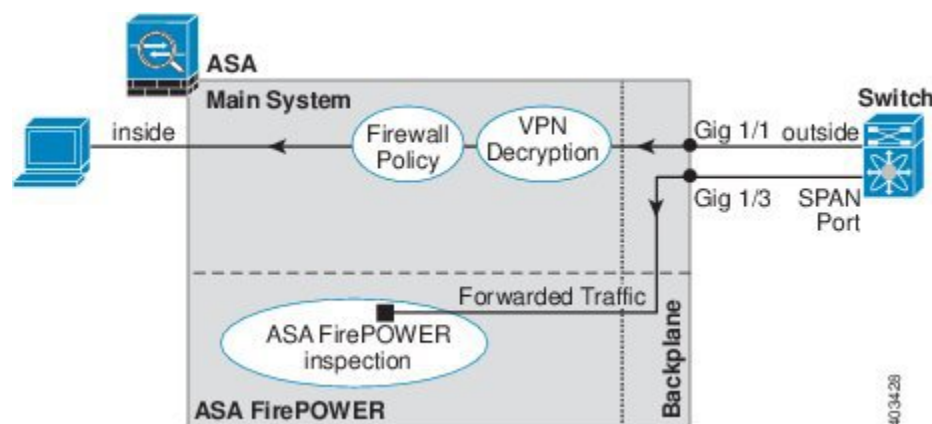 ASA
Main System
Switch
inside
Firewall
Policy
VPN
Decryption
Gig 1/1
outside
Gig 1/3
SPAN
Port
Forwarded Traffic
ASA FirePOWER
inspection
Backplane
ASA FirePOWER
403428